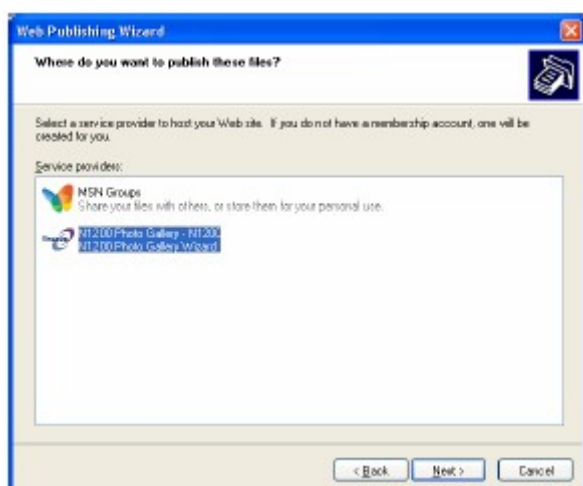 Web Publishing Wizard
Where do you want to publish these files?
Select a service provider to host your Web site. If you do not have a membership account, one will be
created for you.
Service providers:
MSN Groups
Share your files with others, or store them for your personal use.
N1200 Photo Gallery - N1200
N1200 Photo Gallery Wizard
< Back
Next >
Cancel